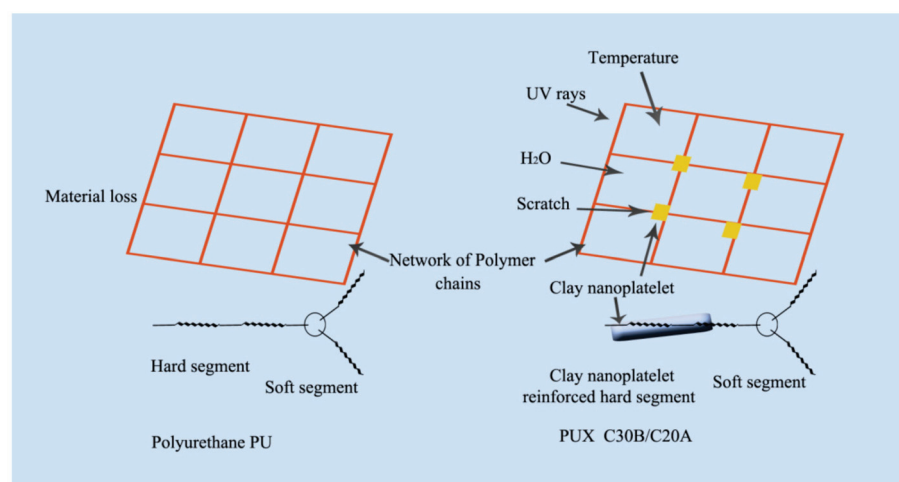 Temperature
UV rays
H₂O
Material loss
Scratch
Network of Polymer
chains
Clay nanoplatelet
Hard segment
Soft segment
Clay nanoplatelet
reinforced hard segment
Soft segment
Polyurethane PU
PUX C30B/C20A